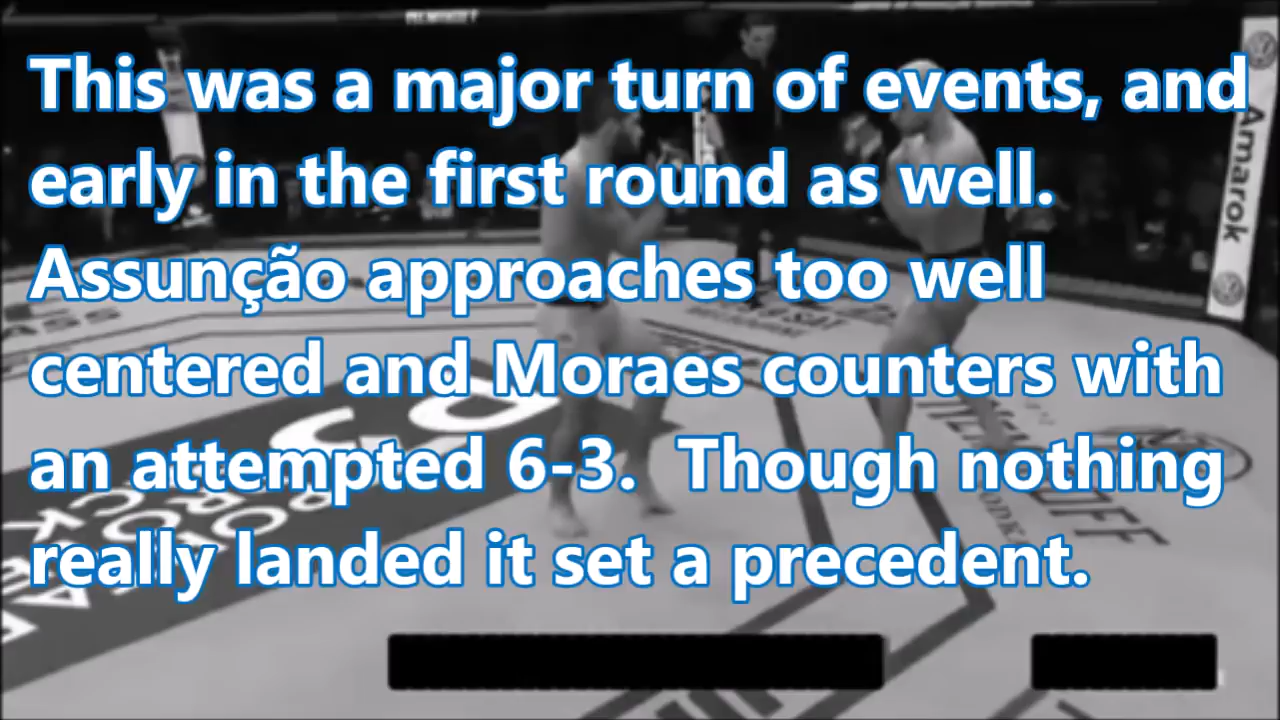 This was a major turn of events, and
early in the first round as well.
Assunção approaches too well
centered and Moraes counters with
an attempted 6-3.  Though nothing
really landed it set a precedent.
Amarok